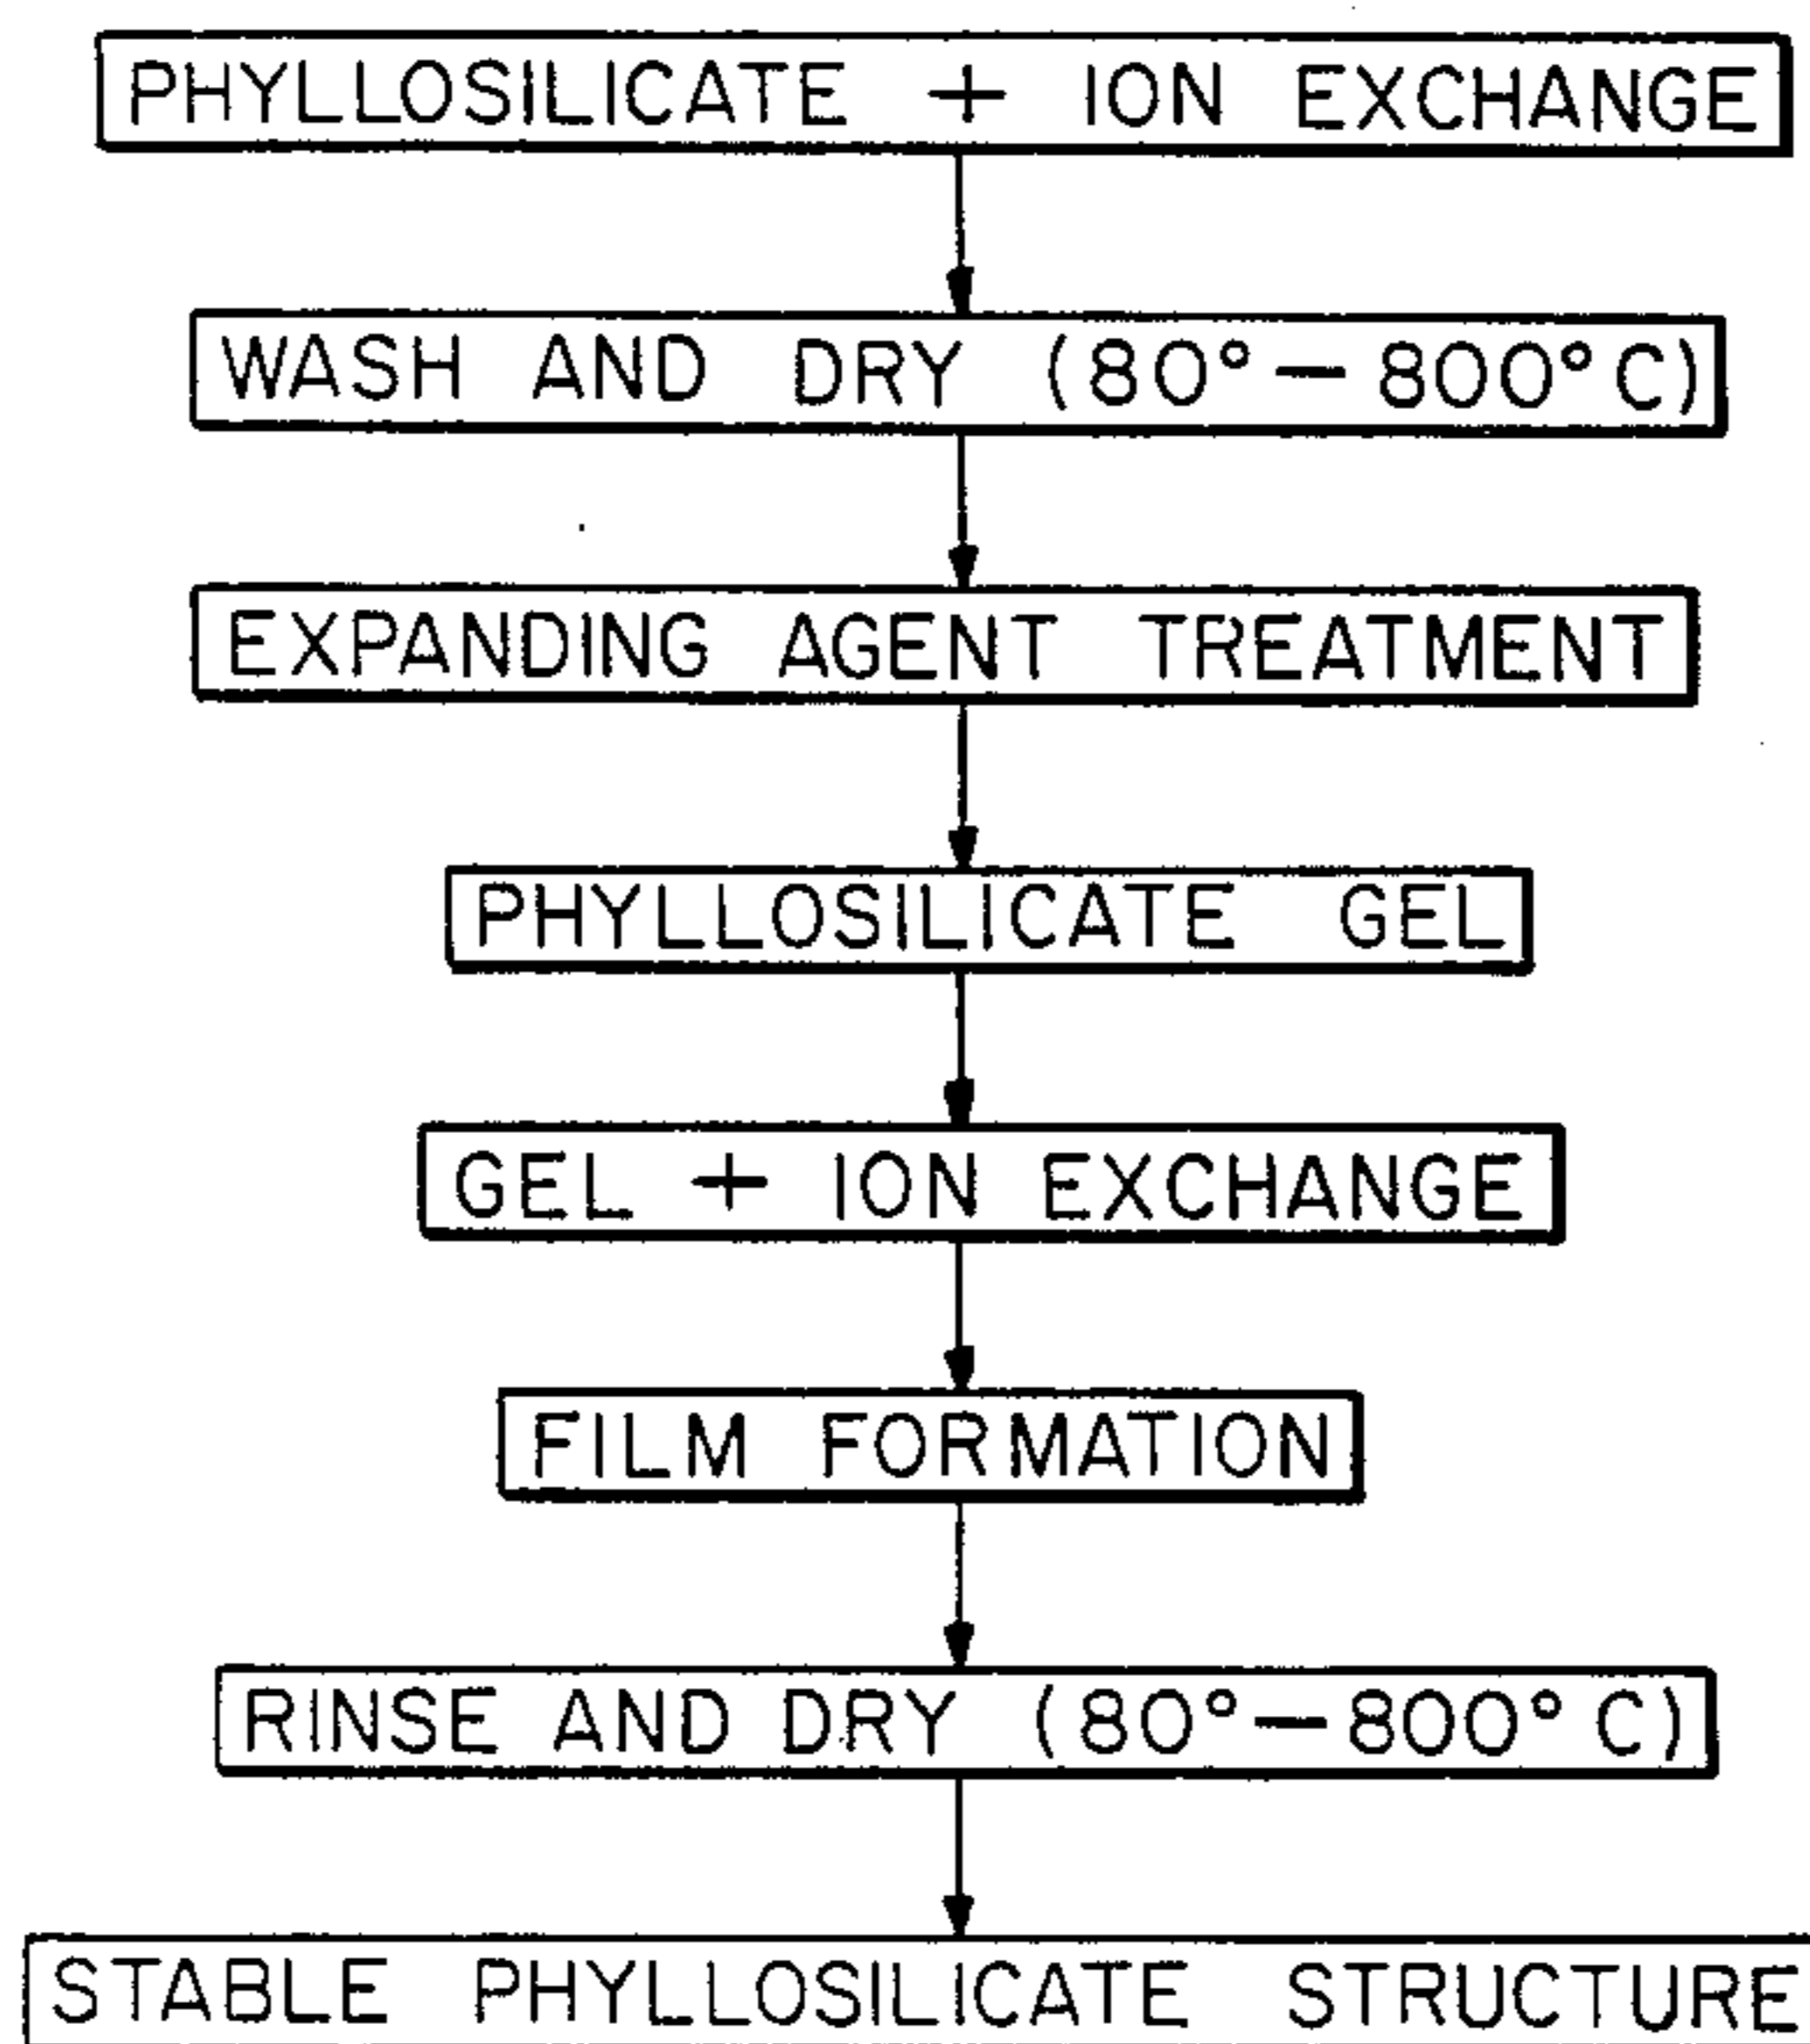 PHYLLOSILICATE + ION EXCHANGE
WASH AND DRY (80°-800°C)
EXPANDING AGENT TREATMENT
PHYLLOSILICATE GEL
GEL + ION EXCHANGE
FILM FORMATION
RINSE AND DRY (80°-800°C)
STABLE PHYLLOSILICATE STRUCTURE